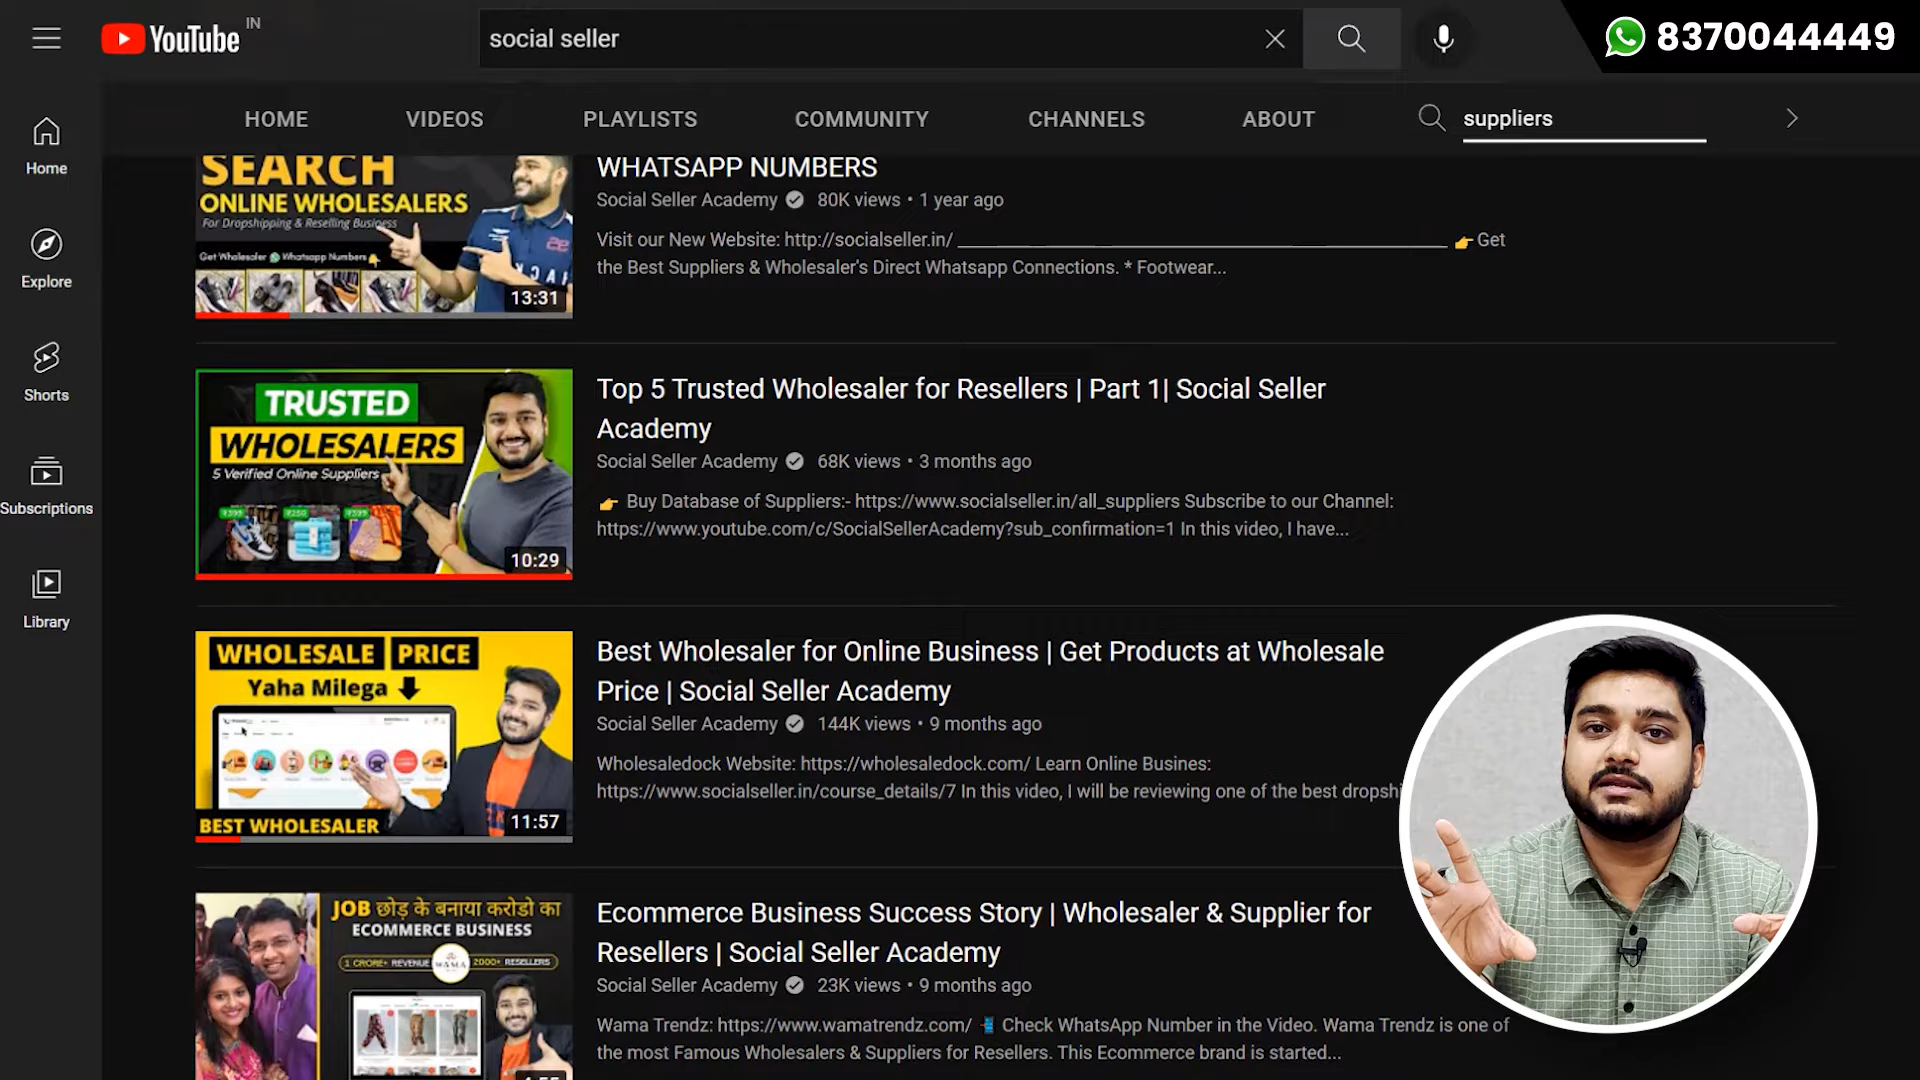 YouTube IN
social seller
8370044449
HOME
VIDEOS
PLAYLISTS
COMMUNITY
CHANNELS
ABOUT
suppliers
Home
Explore
Shorts
Subscriptions
Library
SEARCH
ONLINE WHOLESALERS
For Dropshipping & Reselling Business
Get Wholesaler Whatsapp Numbers
13:31
WHATSAPP NUMBERS
Social Seller Academy 80K views • 1 year ago
Visit our New Website: http://socialseller.in/ 👉 Get
the Best Suppliers & Wholesaler's Direct Whatsapp Connections. * Footwear...
TRUSTED
WHOLESALERS
5 Verified Online Suppliers
10:29
Top 5 Trusted Wholesaler for Resellers | Part 1| Social Seller
Academy
Social Seller Academy 68K views • 3 months ago
👉 Buy Database of Suppliers:- https://www.socialseller.in/all_suppliers Subscribe to our Channel:
https://www.youtube.com/c/SocialSellerAcademy?sub_confirmation=1 In this video, I have...
WHOLESALE PRICE
Yaha Milega
BEST WHOLESALER
11:57
Best Wholesaler for Online Business | Get Products at Wholesale
Price | Social Seller Academy
Social Seller Academy 144K views • 9 months ago
Wholesaledock Website: https://wholesaledock.com/ Learn Online Busines:
https://www.socialseller.in/course_details/7 In this video, I will be reviewing one of the best dropshi
JOB छोड़ के बनाया करोडो का
ECOMMERCE BUSINESS
1 CRORE+ REVENUE WAMA 2000+ RESELLERS
Ecommerce Business Success Story | Wholesaler & Supplier for
Resellers | Social Seller Academy
Social Seller Academy 23K views • 9 months ago
Wama Trendz: https://www.wamatrendz.com/ 📲 Check WhatsApp Number in the Video. Wama Trendz is one of
the most Famous Wholesalers & Suppliers for Resellers. This Ecommerce brand is started...